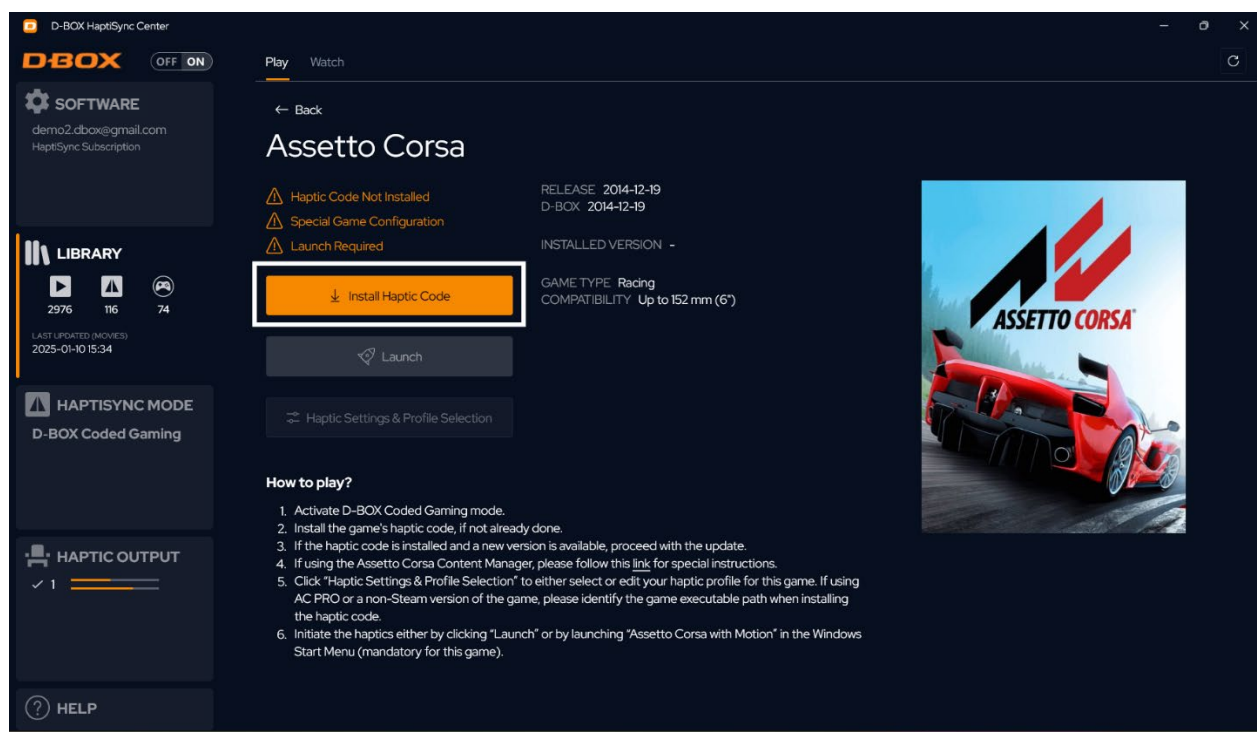 D-BOX HaptiSync Center
D-BOX
OFF ON
SOFTWARE
demo2.dbox@gmail.com
HaptiSync Subscription
LIBRARY
2976 116 74
LAST UPDATED (MOVIES)
2025-01-10 15:34
HAPTISYNC MODE
D-BOX Coded Gaming
HAPTIC OUTPUT
1
HELP
Play Watch
← Back
Assetto Corsa
Haptic Code Not Installed
Special Game Configuration
Launch Required
Install Haptic Code
Launch
Haptic Settings & Profile Selection
RELEASE 2014-12-19
D-BOX 2014-12-19
INSTALLED VERSION -
GAME TYPE Racing
COMPATIBILITY Up to 152 mm (6")
ASSETTO CORSA
How to play?
1. Activate D-BOX Coded Gaming mode.
2. Install the game's haptic code, if not already done.
3. If the haptic code is installed and a new version is available, proceed with the update.
4. If using the Assetto Corsa Content Manager, please follow this link for special instructions.
5. Click "Haptic Settings & Profile Selection" to either select or edit your haptic profile for this game. If using
AC PRO or a non-Steam version of the game, please identify the game executable path when installing
the haptic code.
6. Initiate the haptics either by clicking "Launch" or by launching "Assetto Corsa with Motion" in the Windows
Start Menu (mandatory for this game).